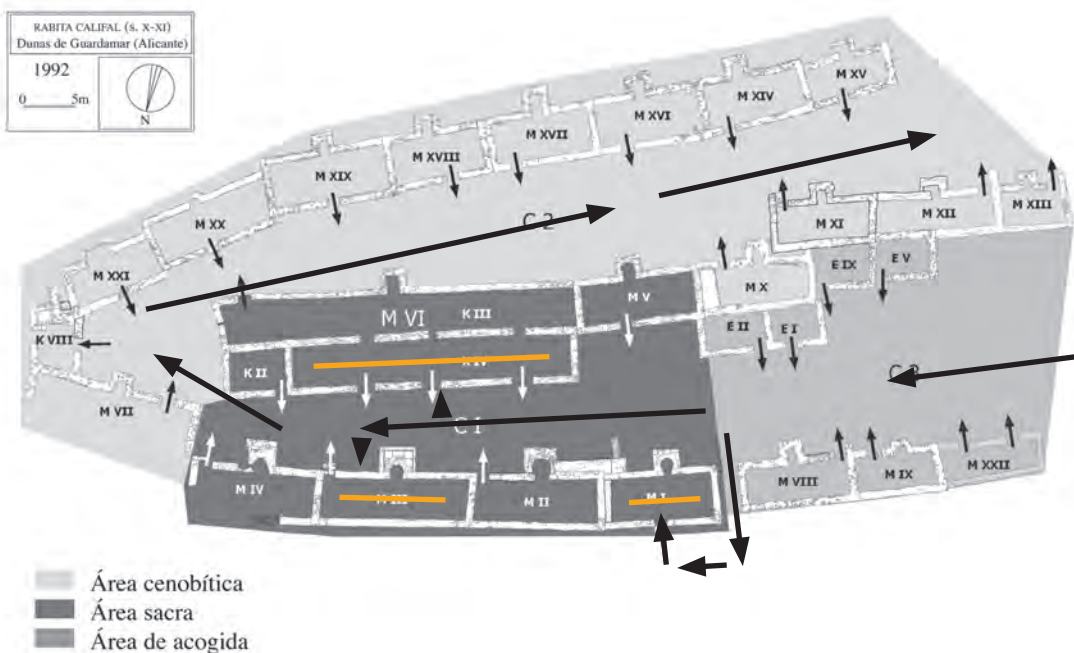 RABITA CALIFAL (s. X-XI)
Dunas de Guardamar (Alicante)
1992
0 5m
N
M XV
M XIV
M XVI
M XVII
M XVIII
M XIX
M XX
M XXI
K VIII
M VII
C 2
M XI
M XII
M XIII
E IX
E V
M X
E II
E I
M V
M VI
K III
K II
K IV
C 1
M IV
M III
M II
M I
M VIII
M IX
M XXII
Área cenobítica
Área sacra
Área de acogida